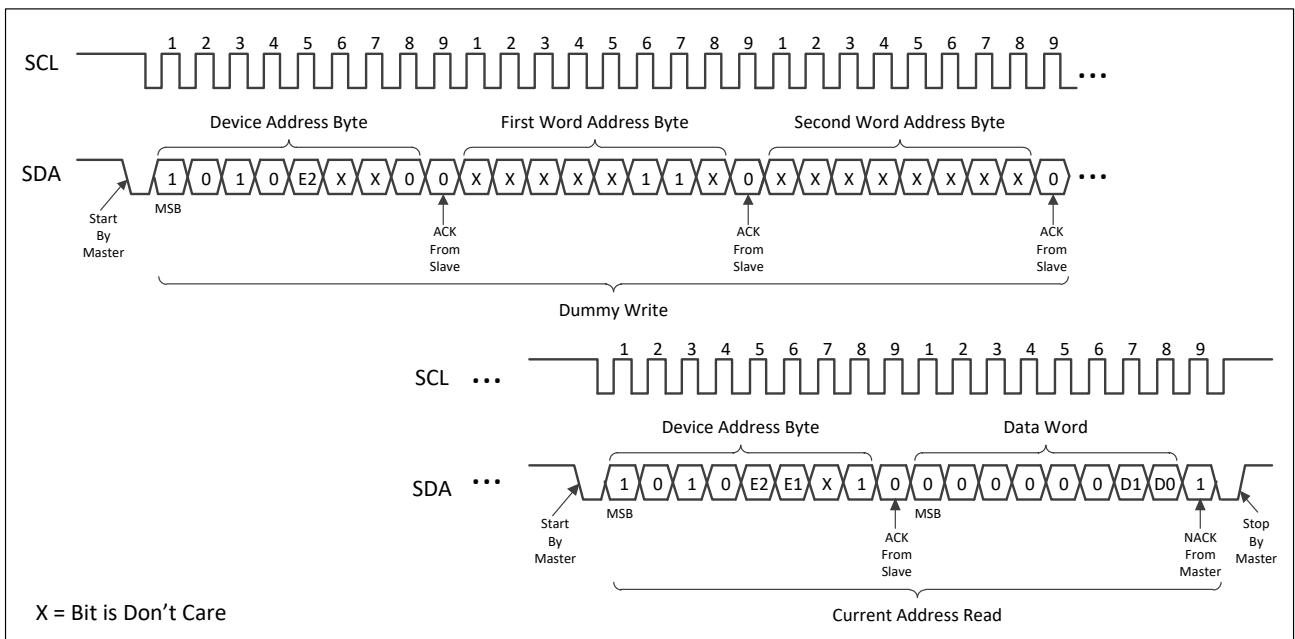 1 2 3 4 5 6 7 8 9 1 2 3 4 5 6 7 8 9 1 2 3 4 5 6 7 8 9
SCL ...
Device Address Byte First Word Address Byte Second Word Address Byte
SDA 1 0 1 0 E2 X X 0 0 X X X X X 1 1 X 0 X X X X X X X X 0 ...
MSB
Start By Master
ACK From Slave
ACK From Slave
ACK From Slave
Dummy Write
1 2 3 4 5 6 7 8 9 1 2 3 4 5 6 7 8 9
SCL ...
Device Address Byte Data Word
SDA ... 1 0 1 0 E2 E1 X 1 0 0 0 0 0 0 0 D1 D0 1
MSB MSB
Start By Master
ACK From Slave
NACK From Master
Stop By Master
Current Address Read
X = Bit is Don’t Care